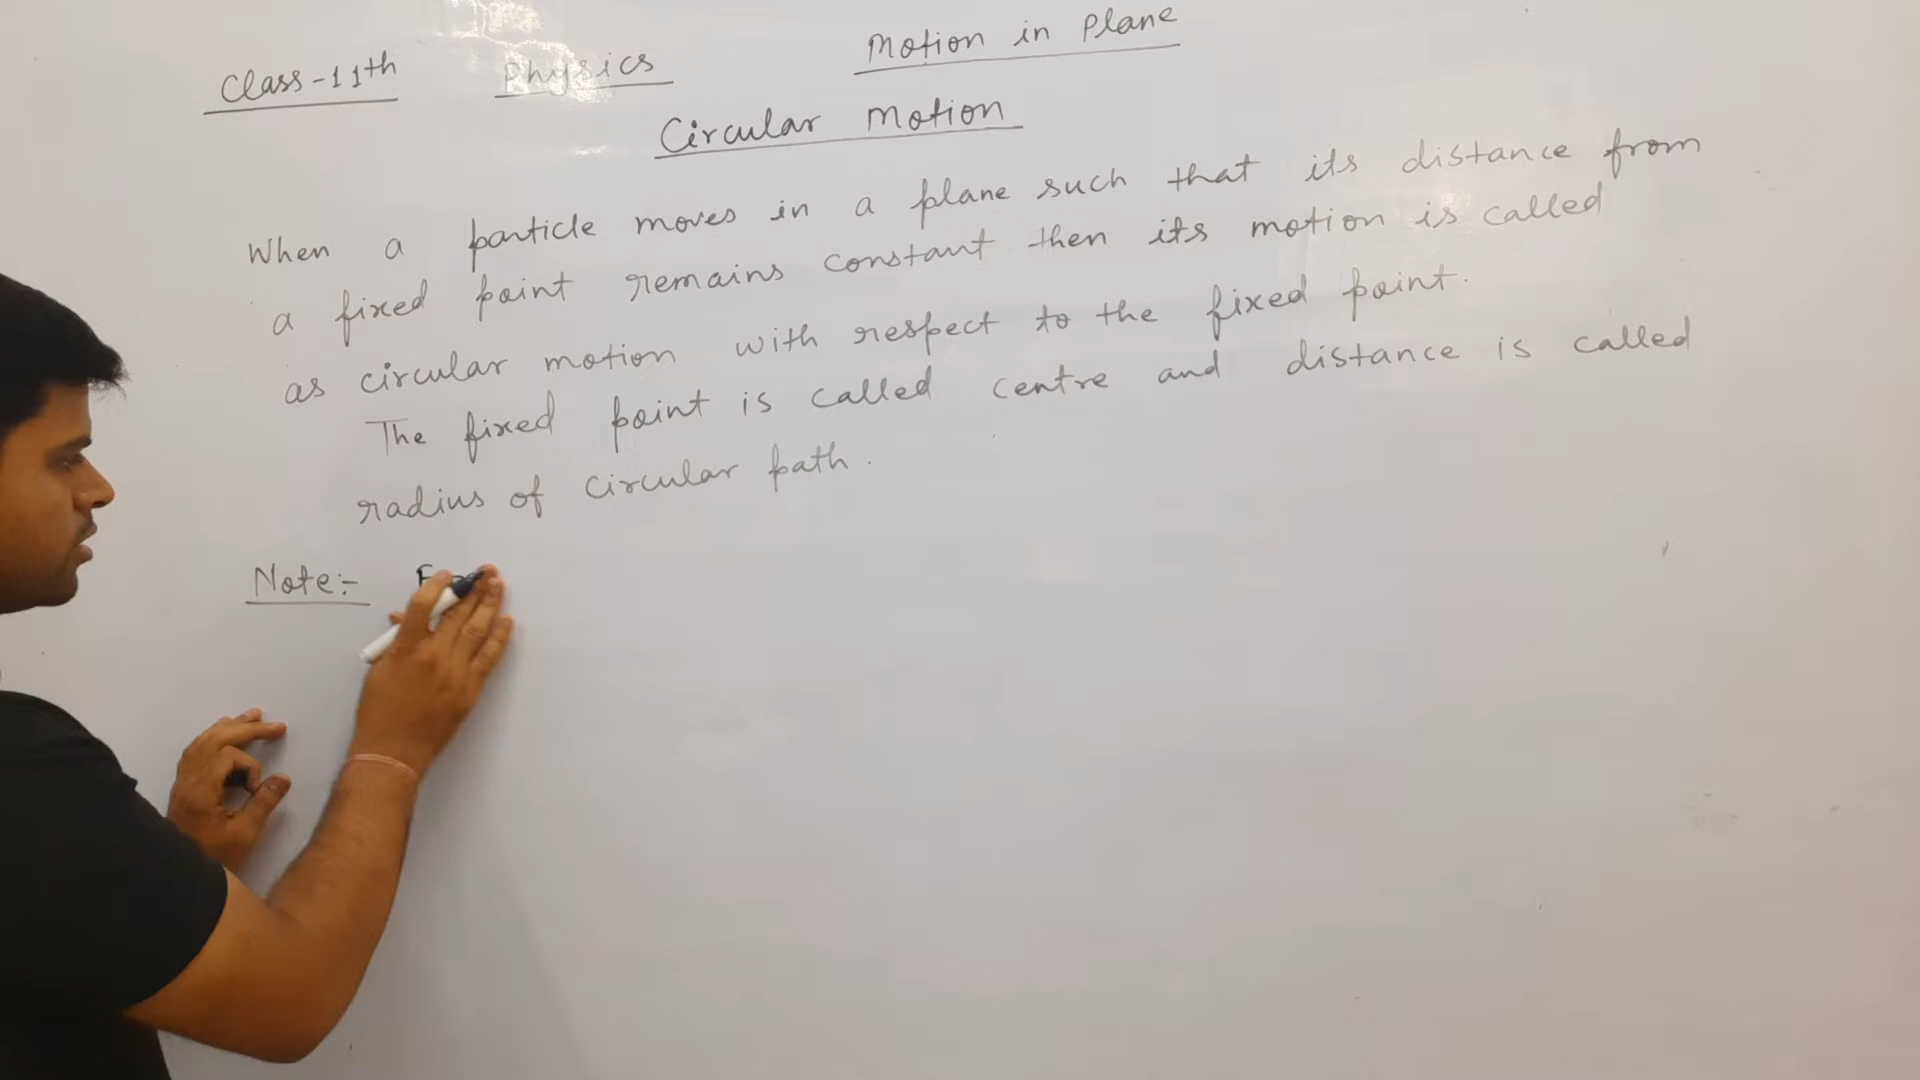 Class-11th Physics Motion in Plane
Circular Motion
When a particle moves in a plane such that its distance from
a fixed point remains constant then its motion is called
as circular motion with respect to the fixed point.
The fixed point is called centre and distance is called
radius of circular path.
Note:-